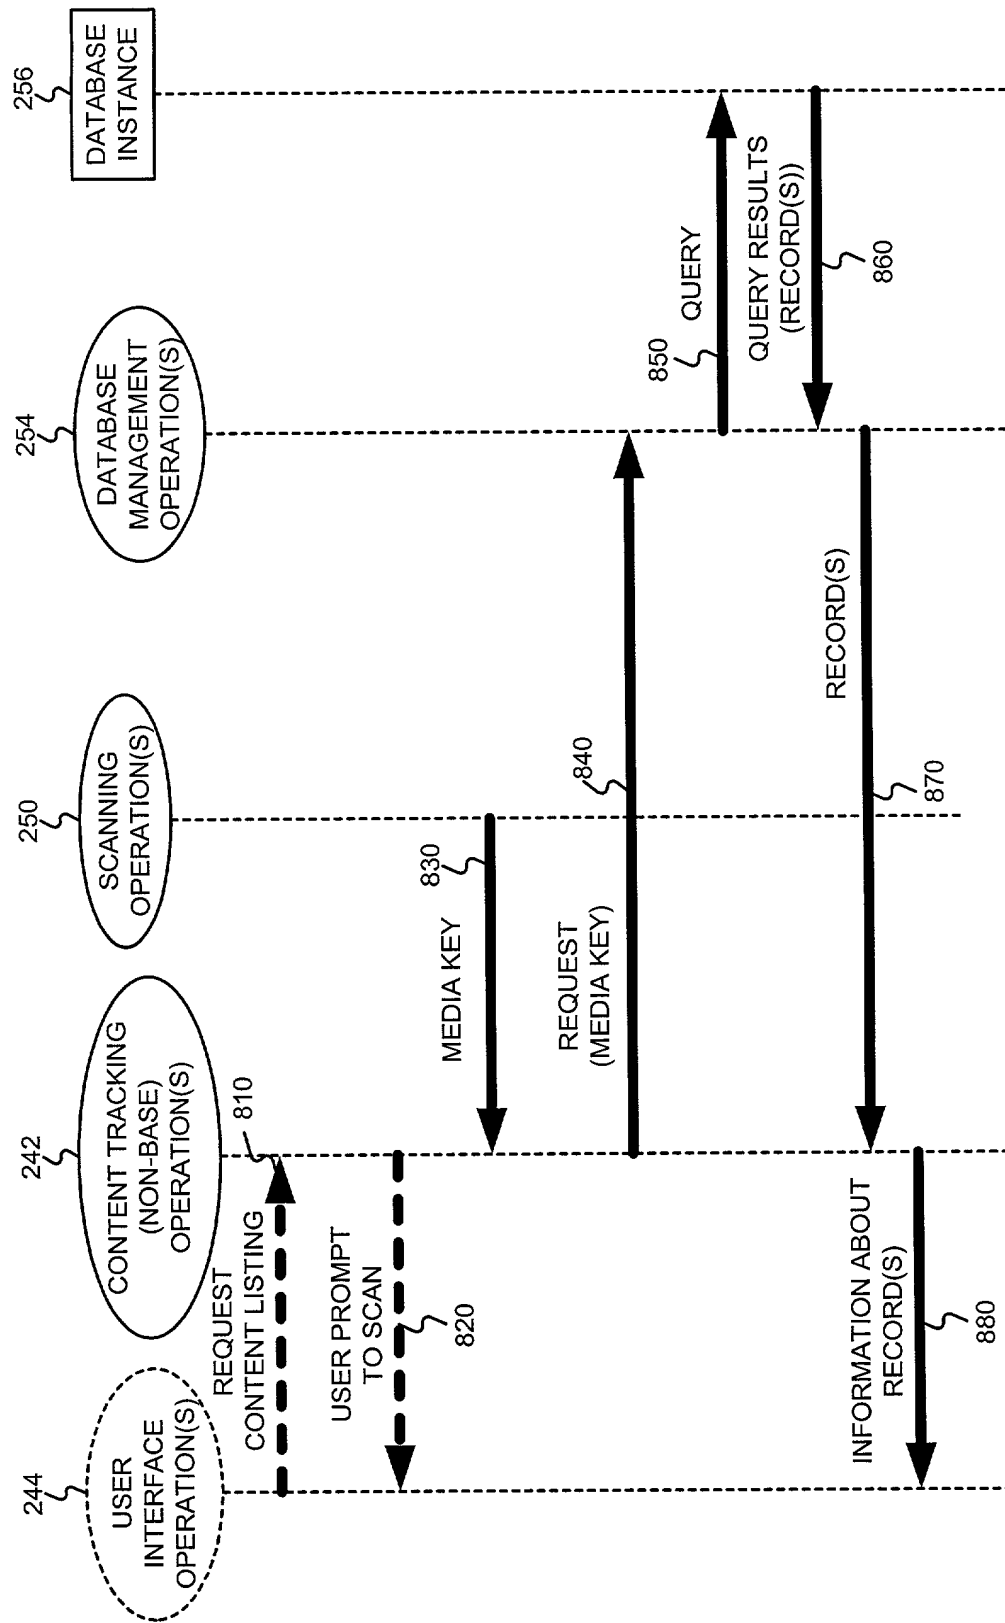 244
USER
INTERFACE
OPERATION(S)
242
CONTENT TRACKING
(NON-BASE)
OPERATION(S)
250
SCANNING
OPERATION(S)
254
DATABASE
MANAGEMENT
OPERATION(S)
256
DATABASE
INSTANCE
REQUEST
CONTENT LISTING
810
USER PROMPT
TO SCAN
820
MEDIA KEY
830
REQUEST
(MEDIA KEY)
840
850
QUERY
QUERY RESULTS
(RECORD(S))
860
RECORD(S)
870
INFORMATION ABOUT
RECORD(S)
880